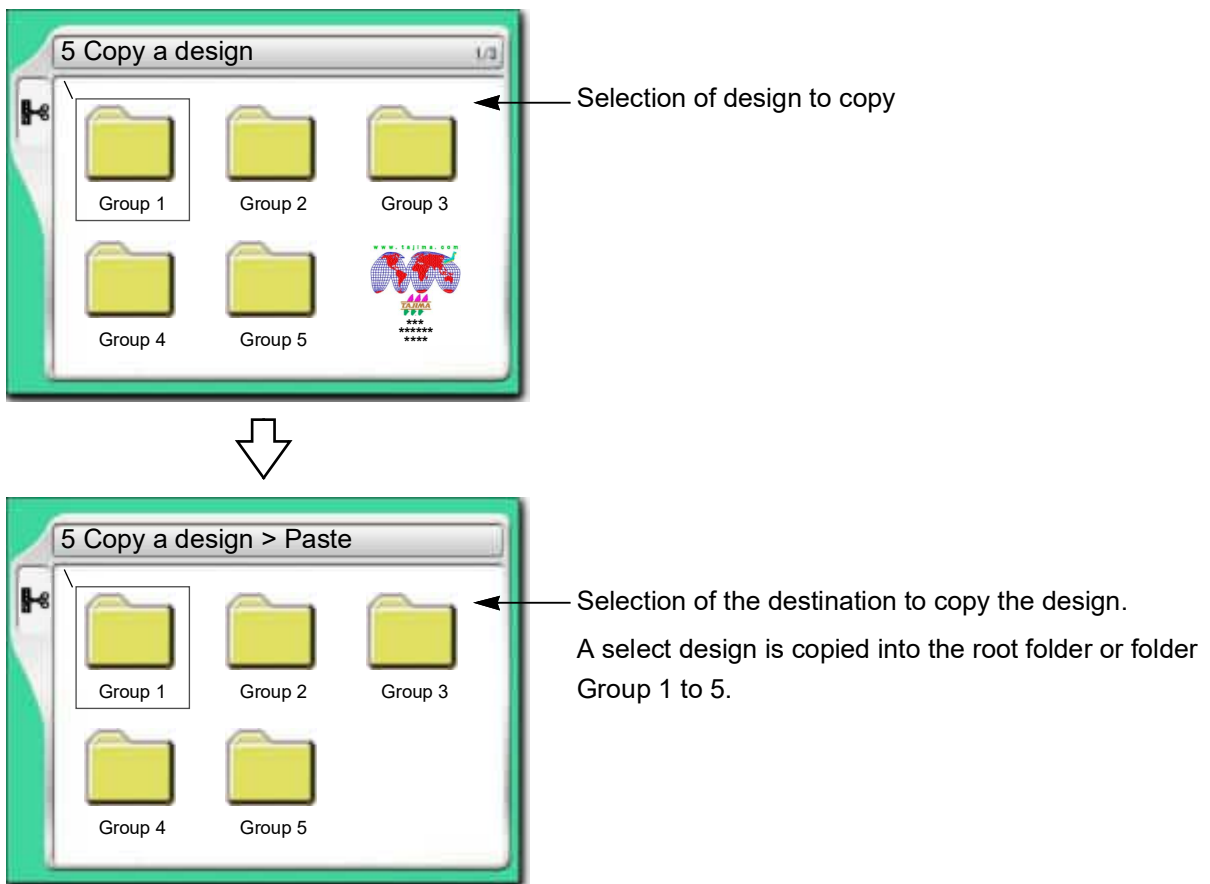 5 Copy a design
1/3
Selection of design to copy
Group 1
Group 2
Group 3
www.tajima.com
TAJIMA
***
******
****
Group 4
Group 5
5 Copy a design > Paste
Selection of the destination to copy the design.
A select design is copied into the root folder or folder
Group 1 to 5.
Group 1
Group 2
Group 3
Group 4
Group 5